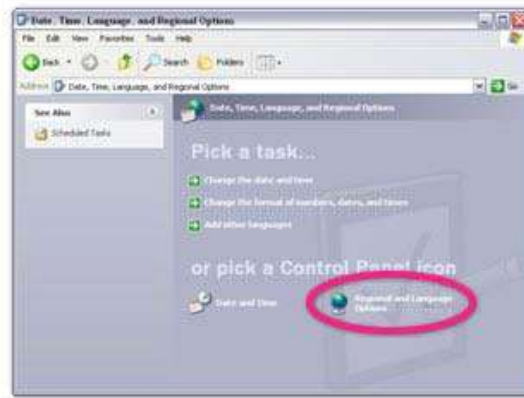 Date, Time, Language, and Regional Options
File Edit View Favorites Tools Help
Back Search Folders
Address Date, Time, Language, and Regional Options Go
See Also
Scheduled Tasks
Date, Time, Language, and Regional Options
Pick a task...
Change the date and time
Change the format of numbers, dates, and times
Add other languages
or pick a Control Panel icon
Date and Time
Regional and Language
Options